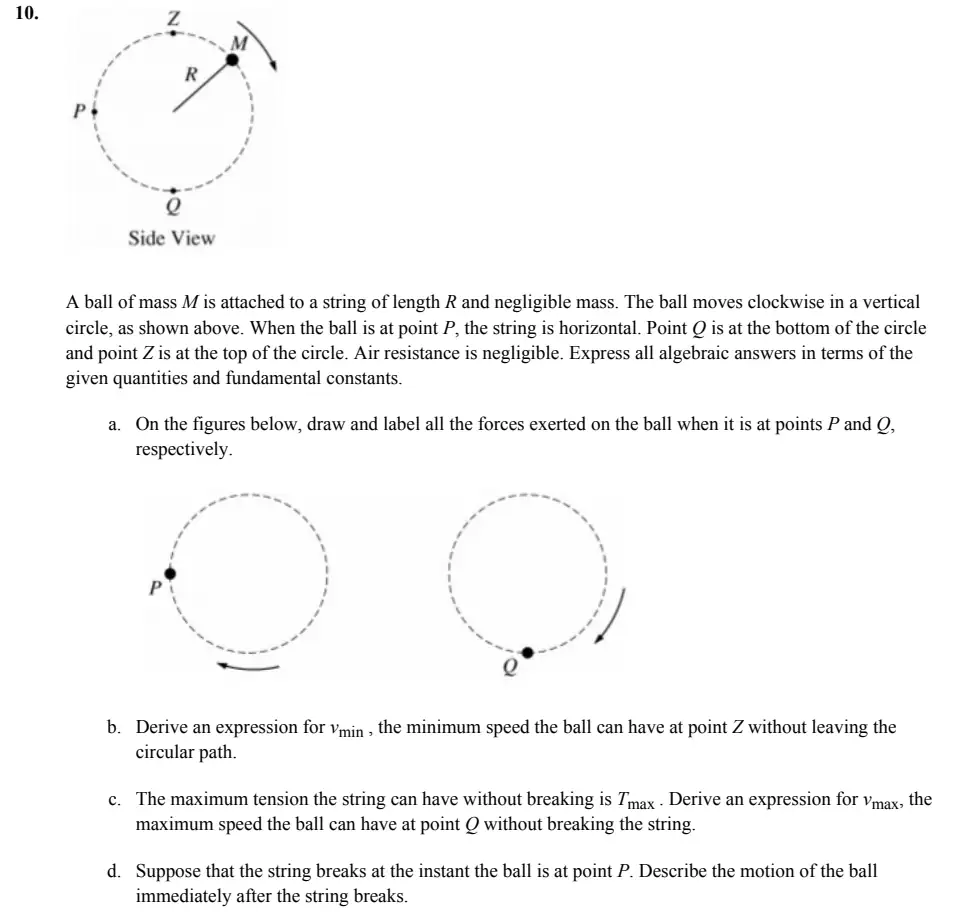 10.
Z
M
R
P
Q
Side View
A ball of mass M is attached to a string of length R and negligible mass. The ball moves clockwise in a vertical
circle, as shown above. When the ball is at point P, the string is horizontal. Point Q is at the bottom of the circle
and point Z is at the top of the circle. Air resistance is negligible. Express all algebraic answers in terms of the
given quantities and fundamental constants.
a. On the figures below, draw and label all the forces exerted on the ball when it is at points P and Q,
respectively.
P
Q
b. Derive an expression for vmin , the minimum speed the ball can have at point Z without leaving the
circular path.
c. The maximum tension the string can have without breaking is Tmax . Derive an expression for vmax, the
maximum speed the ball can have at point Q without breaking the string.
d. Suppose that the string breaks at the instant the ball is at point P. Describe the motion of the ball
immediately after the string breaks.